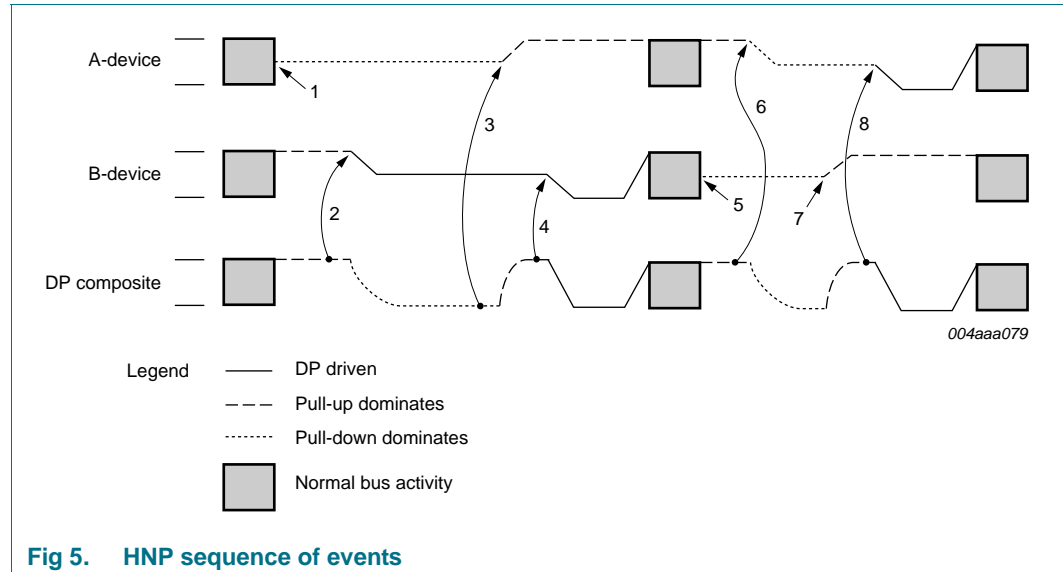 A-device
1
3
6
8
B-device
2
4
5
7
DP composite
004aaa079
Legend
DP driven
Pull-up dominates
Pull-down dominates
Normal bus activity
Fig 5. HNP sequence of events